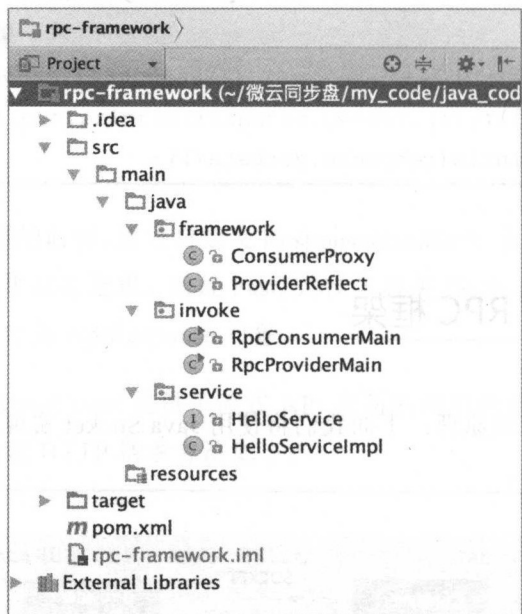 rpc-framework
Project
rpc-framework (~/微云同步盘/my_code/java_cod
.idea
src
main
java
framework
C ConsumerProxy
C ProviderReflect
invoke
C RpcConsumerMain
C RpcProviderMain
service
I HelloService
C HelloServiceImpl
resources
target
m pom.xml
rpc-framework.iml
External Libraries